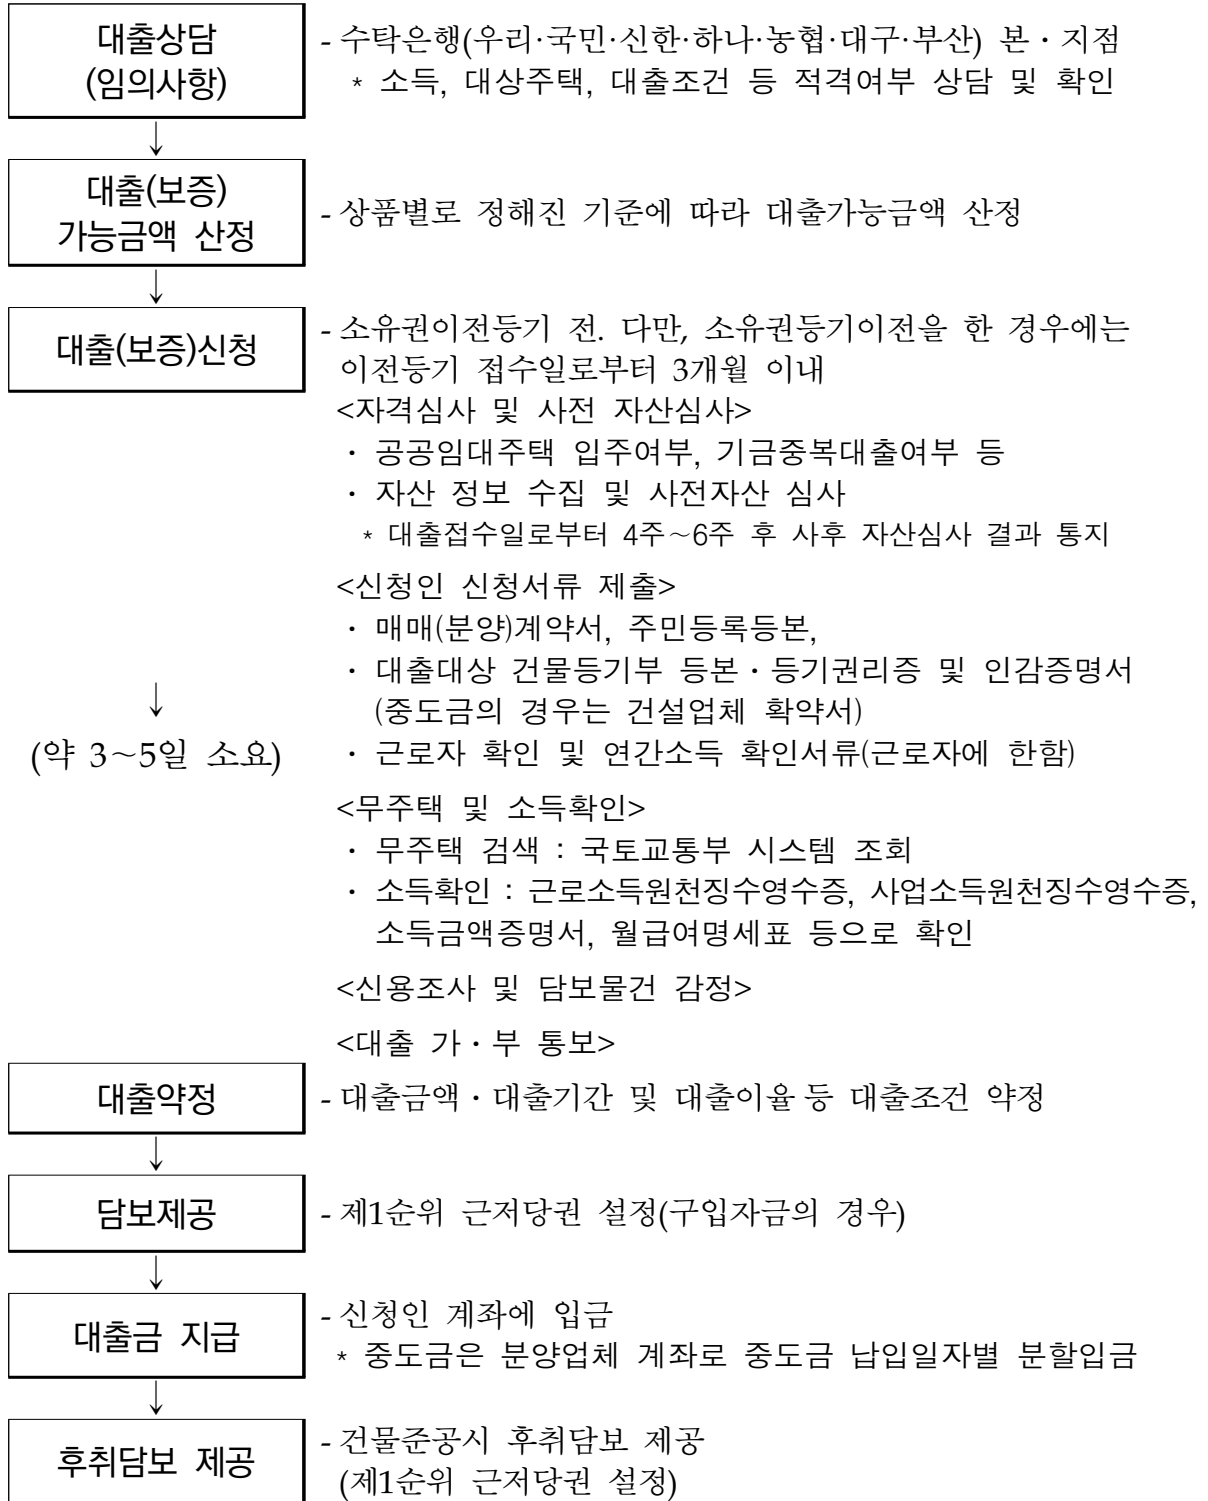 대출상담
(임의사항)
- 수탁은행(우리·국민·신한·하나·농협·대구·부산) 본·지점
* 소득, 대상주택, 대출조건 등 적격여부 상담 및 확인
↓
대출(보증)
가능금액 산정
- 상품별로 정해진 기준에 따라 대출가능금액 산정
↓
대출(보증)신청
- 소유권이전등기 전. 다만, 소유권등기이전을 한 경우에는
이전등기 접수일로부터 3개월 이내
<자격심사 및 사전 자산심사>
· 공공임대주택 입주여부, 기금중복대출여부 등
· 자산 정보 수집 및 사전자산 심사
* 대출접수일로부터 4주~6주 후 사후 자산심사 결과 통지
<신청인 신청서류 제출>
· 매매(분양)계약서, 주민등록등본,
· 대출대상 건물등기부 등본·등기권리증 및 인감증명서
(중도금의 경우는 건설업체 확약서)
· 근로자 확인 및 연간소득 확인서류(근로자에 한함)
↓
(약 3~5일 소요)
<무주택 및 소득확인>
· 무주택 검색 : 국토교통부 시스템 조회
· 소득확인 : 근로소득원천징수영수증, 사업소득원천징수영수증,
소득금액증명서, 월급여명세표 등으로 확인
<신용조사 및 담보물건 감정>
<대출 가·부 통보>
대출약정
- 대출금액·대출기간 및 대출이율 등 대출조건 약정
↓
담보제공
- 제1순위 근저당권 설정(구입자금의 경우)
↓
대출금 지급
- 신청인 계좌에 입금
* 중도금은 분양업체 계좌로 중도금 납입일자별 분할입금
↓
후취담보 제공
- 건물준공시 후취담보 제공
(제1순위 근저당권 설정)